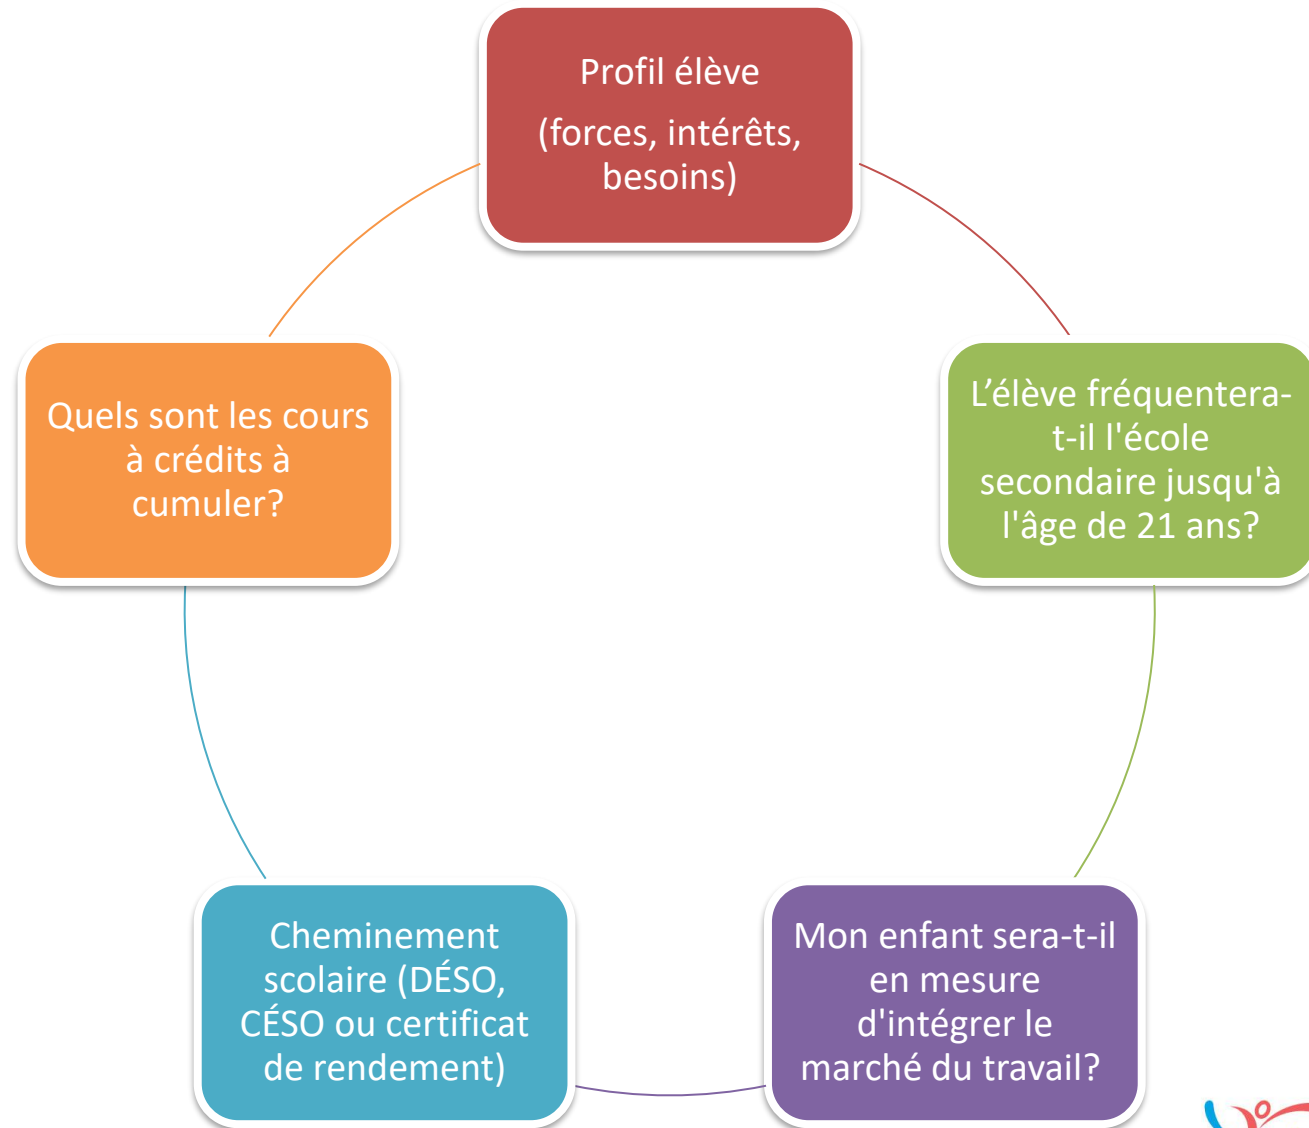 Profil élève
(forces, intérêts,
besoins)
L’élève fréquentera-
t-il l'école
secondaire jusqu'à
l'âge de 21 ans?
Mon enfant sera-t-il
en mesure
d'intégrer le
marché du travail?
Cheminement
scolaire (DÉSO,
CÉSO ou certificat
de rendement)
Quels sont les cours
à crédits à
cumuler?